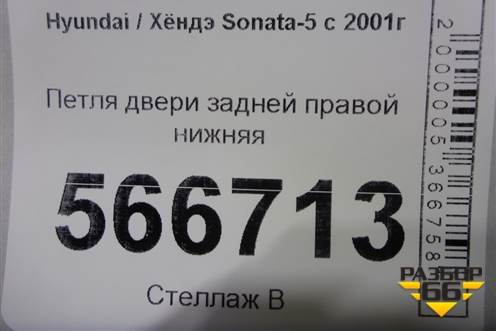 Hyundai / Хёндэ Sonata-5 с 2001г
Петля двери задней правой
нижняя
566713
Стеллаж В
2000005366758
РАЗБОР
66